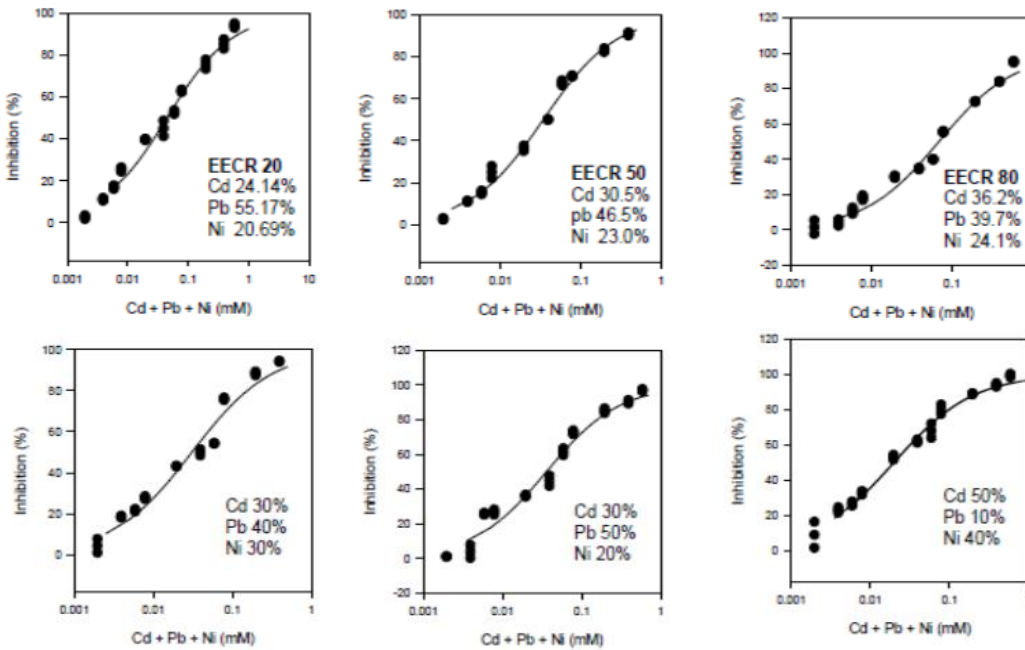 100
80
60
40
20
0
Inhibition (%)
EECR 20
Cd 24.14%
Pb 55.17%
Ni 20.69%
0.001 0.01 0.1 1 10
Cd + Pb + Ni (mM)
100
80
60
40
20
0
Inhibition (%)
EECR 50
Cd 30.5%
pb 46.5%
Ni 23.0%
0.001 0.01 0.1 1
Cd + Pb + Ni (mM)
120
100
80
60
40
20
0
-20
Inhibition (%)
EECR 80
Cd 36.2%
Pb 39.7%
Ni 24.1%
0.001 0.01 0.1
Cd + Pb + Ni (mM)
100
80
60
40
20
0
Inhibition (%)
Cd 30%
Pb 40%
Ni 30%
0.001 0.01 0.1 1
Cd + Pb + Ni (mM)
120
100
80
60
40
20
0
-20
Inhibition (%)
Cd 30%
Pb 50%
Ni 20%
0.001 0.01 0.1 1
Cd + Pb + Ni (mM)
120
100
80
60
40
20
0
Inhibition (%)
Cd 50%
Pb 10%
Ni 40%
0.001 0.01 0.1 1
Cd + Pb + Ni (mM)